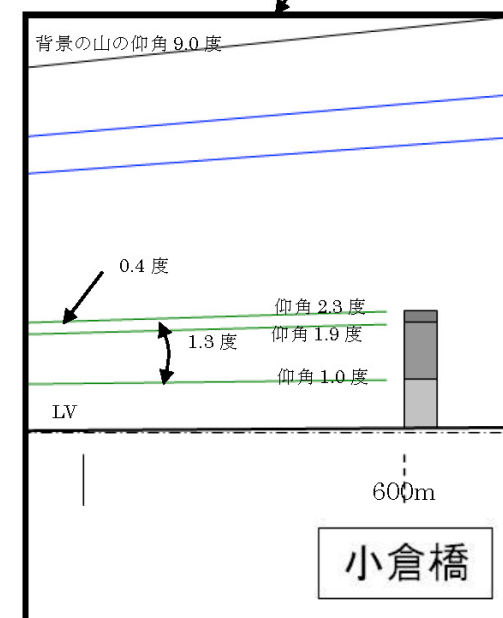 背景の山の仰角 9.0 度
0.4 度
仰角 2.3 度
1.3 度
仰角 1.9 度
仰角 1.0 度
LV
600m
小倉橋